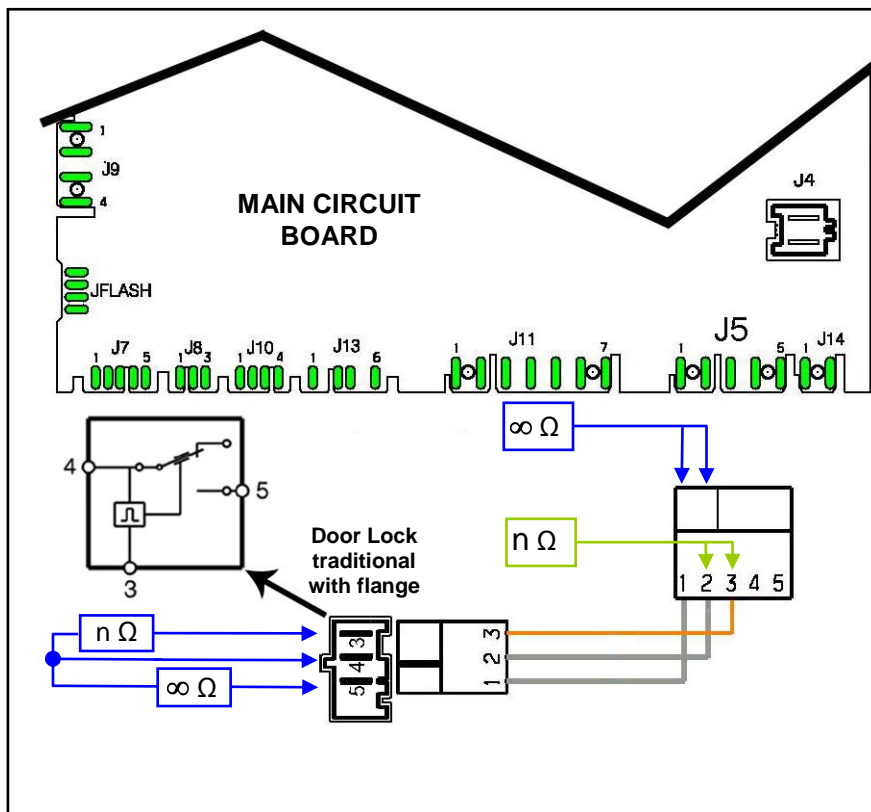 1
J9
4
MAIN CIRCUIT
BOARD
J4
JFLASH
J7
1 5
J8
1 3
J10
1 4
J13
1 6
J11
1 7
J5
1 5
J14
1
∞ Ω
4
5
3
n Ω
Door Lock
traditional
with flange
1 2 3 4 5
n Ω
3
4
5
3
2
1
∞ Ω